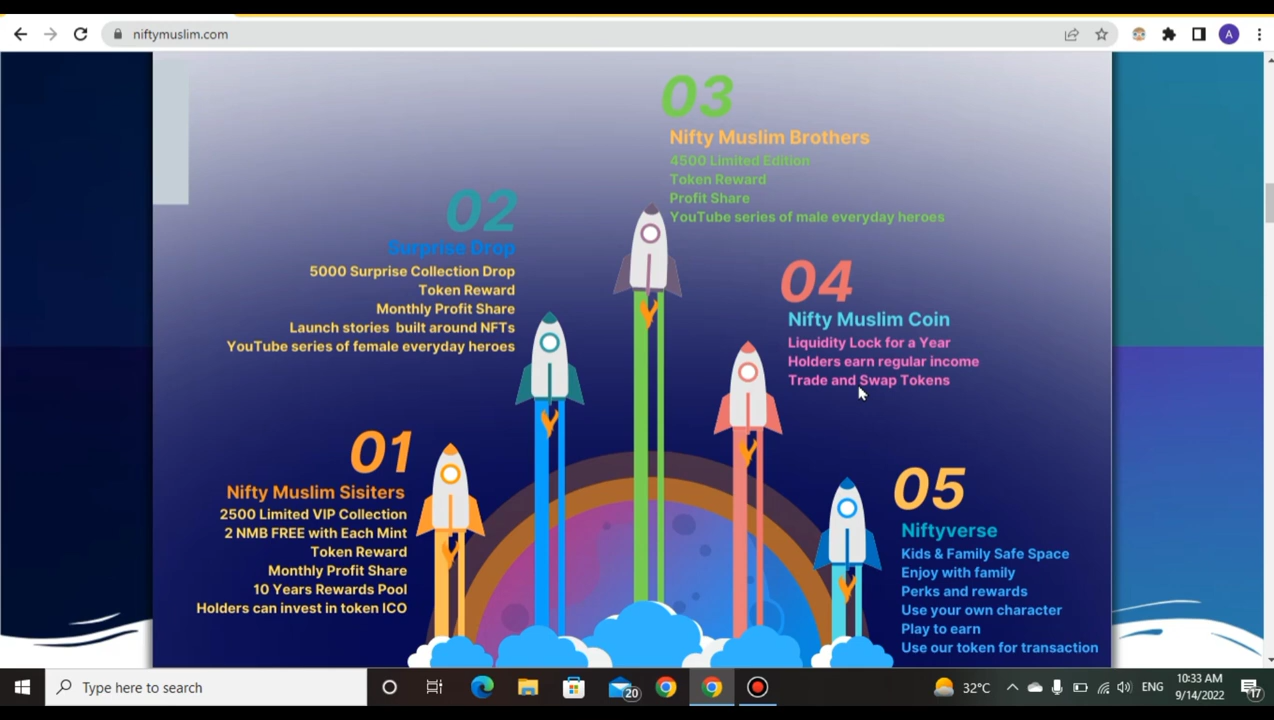 niftymuslim.com
A
03
Nifty Muslim Brothers
4500 Limited Edition
Token Reward
Profit Share
YouTube series of male everyday heroes
02
Surprise Drop
5000 Surprise Collection Drop
Token Reward
Monthly Profit Share
Launch stories built around NFTs
YouTube series of female everyday heroes
04
Nifty Muslim Coin
Liquidity Lock for a Year
Holders earn regular income
Trade and Swap Tokens
01
Nifty Muslim Sisiters
2500 Limited VIP Collection
2 NMB FREE with Each Mint
Token Reward
Monthly Profit Share
10 Years Rewards Pool
Holders can invest in token ICO
05
Niftyverse
Kids & Family Safe Space
Enjoy with family
Perks and rewards
Use your own character
Play to earn
Use our token for transaction
Type here to search
20
32°C
ENG
10:33 AM
9/14/2022
17